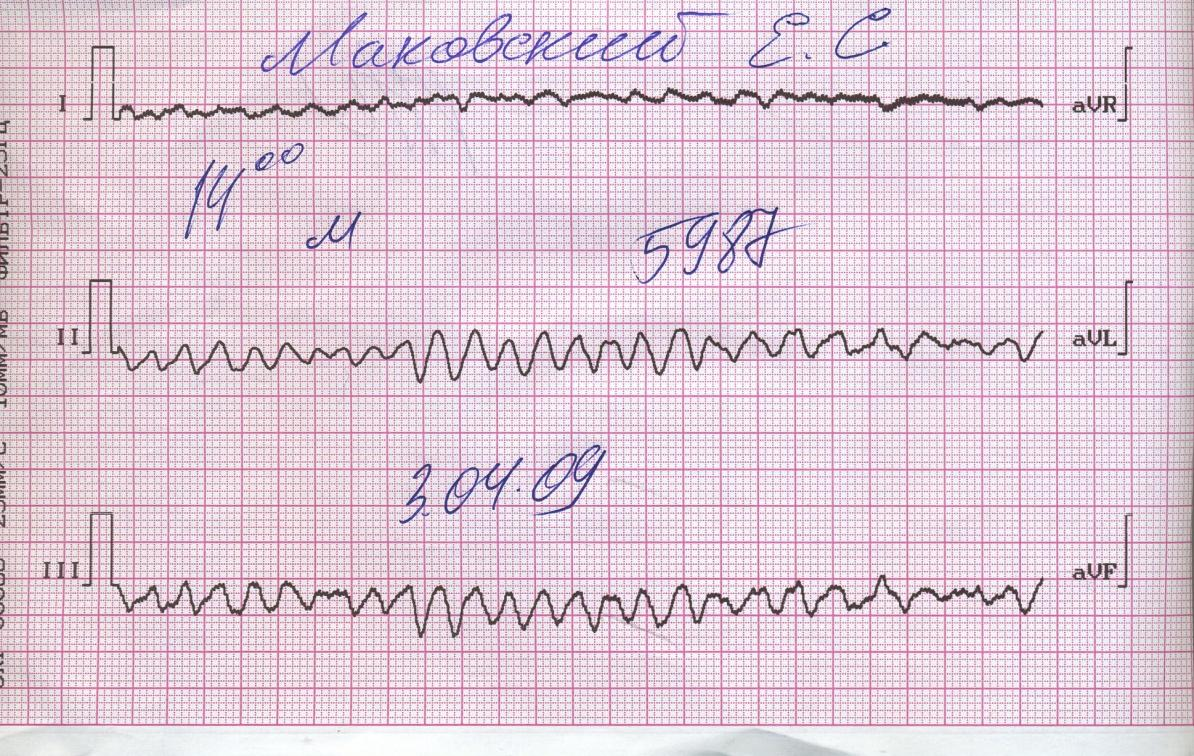 Маковский Е. С.
I
aVR
14⁰⁰
м
5987
II
aVL
3.04.09
III
aVF